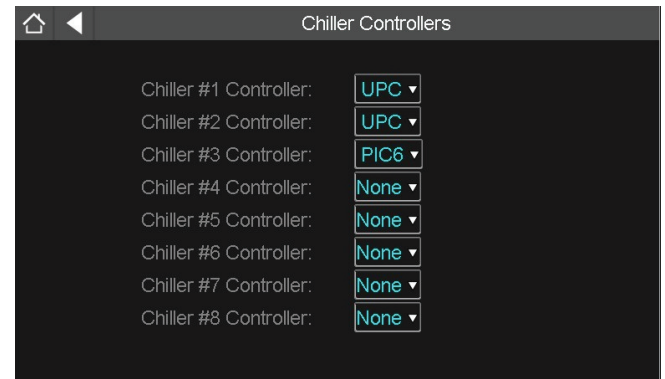 Chiller Controllers
Chiller #1 Controller: UPC
Chiller #2 Controller: UPC
Chiller #3 Controller: PIC6
Chiller #4 Controller: None
Chiller #5 Controller: None
Chiller #6 Controller: None
Chiller #7 Controller: None
Chiller #8 Controller: None